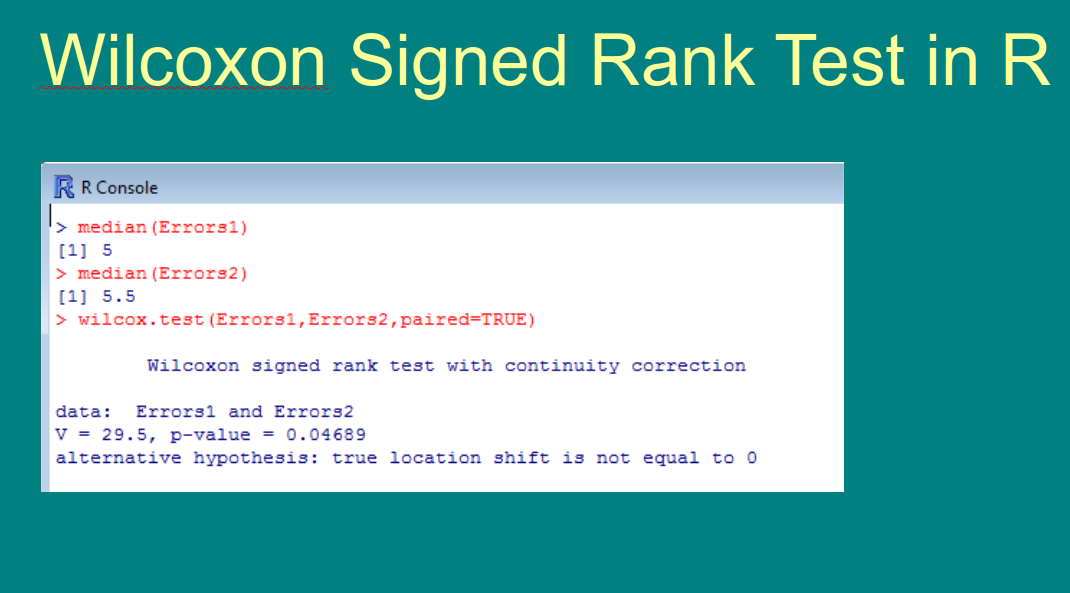 Wilcoxon Signed Rank Test in R
R Console
> median(Errors1)
[1] 5
> median(Errors2)
[1] 5.5
> wilcox.test(Errors1,Errors2,paired=TRUE)
Wilcoxon signed rank test with continuity correction
data:  Errors1 and Errors2
V = 29.5, p-value = 0.04689
alternative hypothesis: true location shift is not equal to 0